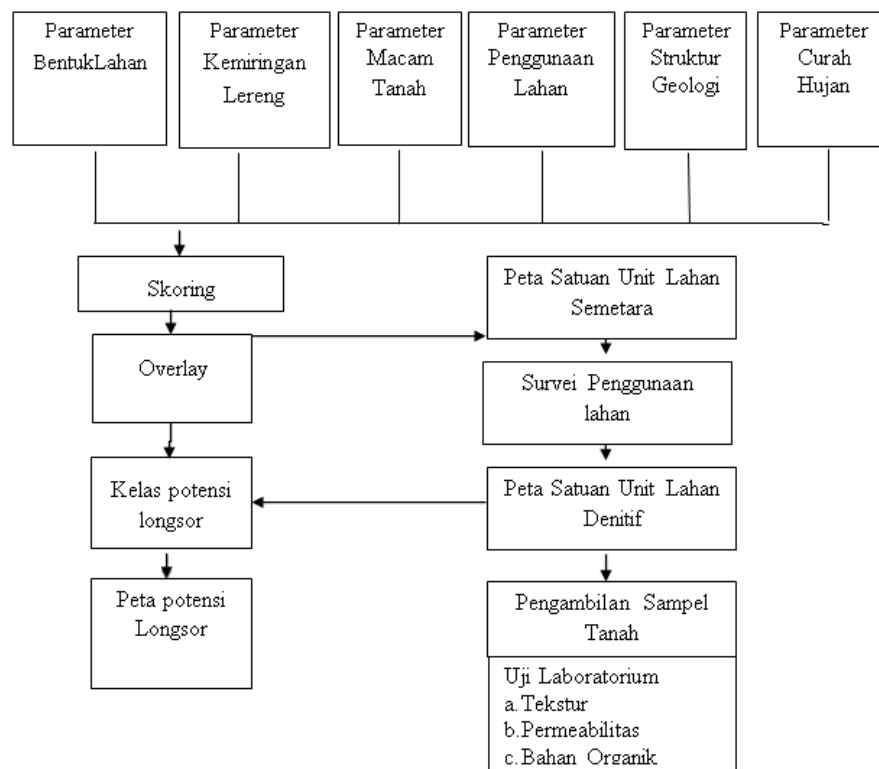 Parameter
BentukLahan
Parameter
Kemiringan
Lereng
Parameter
Macam
Tanah
Parameter
Penggunaan
Lahan
Parameter
Struktur
Geologi
Parameter
Curah
Hujan
Skoring
Overlay
Kelas potensi
longsor
Peta potensi
Longsor
Peta Satuan Unit Lahan
Semetara
Survei Penggunaan
lahan
Peta Satuan Unit Lahan
Denitif
Pengambilan Sampel
Tanah
Uji Laboratorium
a.Tekstur
b.Permeabilitas
c.Bahan Organik